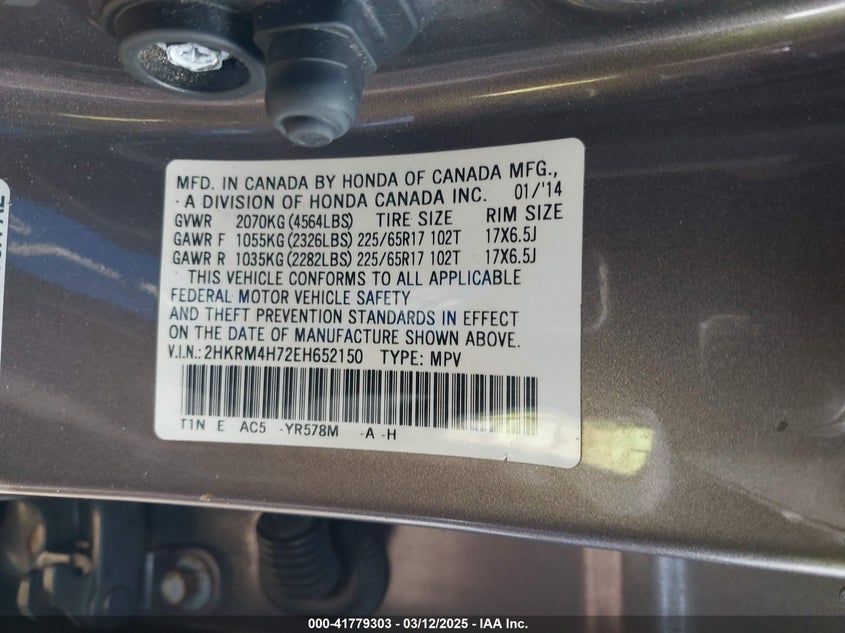 MFD. IN CANADA BY HONDA OF CANADA MFG.,
A DIVISION OF HONDA CANADA INC. 01/'14
GVWR 2070KG (4564LBS) TIRE SIZE RIM SIZE
GAWR F 1055KG (2326LBS) 225/65R17 102T 17X6.5J
GAWR R 1035KG (2282LBS) 225/65R17 102T 17X6.5J
THIS VEHICLE CONFORMS TO ALL APPLICABLE
FEDERAL MOTOR VEHICLE SAFETY
AND THEFT PREVENTION STANDARDS IN EFFECT
ON THE DATE OF MANUFACTURE SHOWN ABOVE.
V.I.N.: 2HKRM4H72EH652150 TYPE: MPV
T1N E AC5 -YR578M -A -H
000-41779303 - 03/12/2025 - IAA Inc.